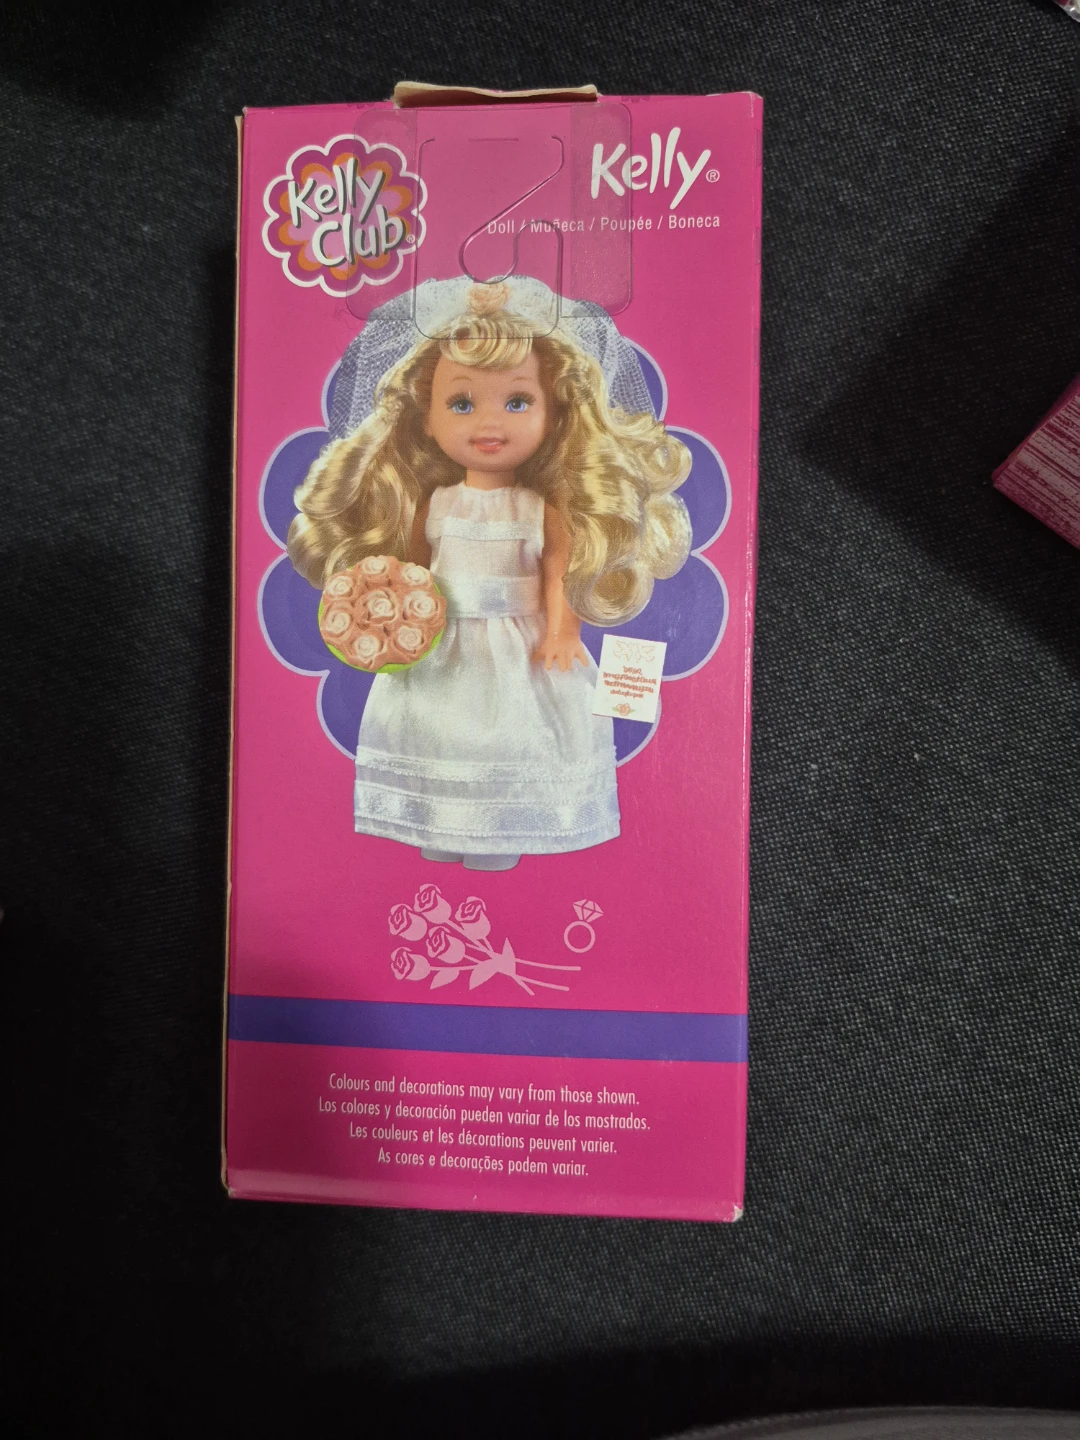 Kelly Club®
Kelly®
Doll / Muñeca / Poupée / Boneca
Colours and decorations may vary from those shown.
Los colores y decoración pueden variar de los mostrados.
Les couleurs et les décorations peuvent varier.
As cores e decorações podem variar.